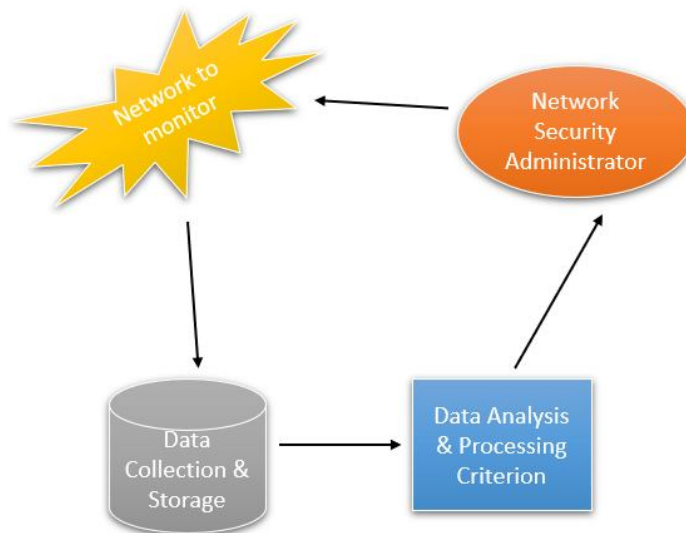 Network to
monitor
Network
Security
Administrator
Data
Collection &
Storage
Data Analysis
& Processing
Criterion